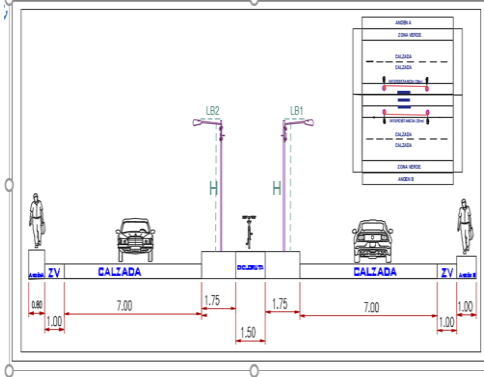 ANDEN A
ZONA VERDE
CALZADA
CALZADA
CALZADA
CALZADA
ZONA VERDE
ANDEN B
LB2
LB1
H
H
ZV
CALZADA
CICLORUTA
CALZADA
ZV
0.80
1.00
7.00
1.75
1.50
1.75
7.00
1.00
1.00